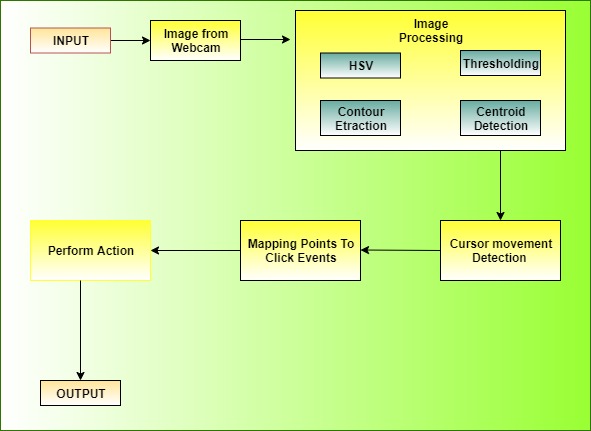 INPUT
Image from
Webcam
Image
Processing
HSV
Thresholding
Contour
Etraction
Centroid
Detection
Cursor movement
Detection
Mapping Points To
Click Events
Perform Action
OUTPUT